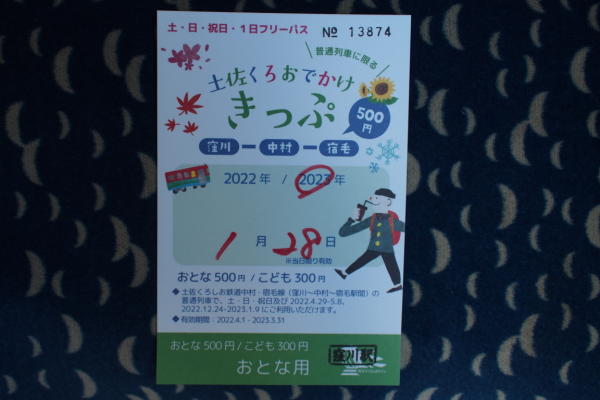 土・日・祝日・1日フリーパス
№ 13874
普通列車に限る
土佐くろおでかけ
きっぷ
500
円
窪川ー中村ー宿毛
2022年 / 2023年
1月28日
※当日限り有効
おとな500円/こども300円
◆ 土佐くろしお鉄道中村・宿毛線(窪川〜中村〜宿毛駅間)の
普通列車で、土・日・祝日及び2022.4.29-5.8、
2022.12.24-2023.1.9にご利用いただけます。
◆ 有効期間：2022.4.1 - 2023.3.31
おとな500円/こども300円
おとな用
窪川駅